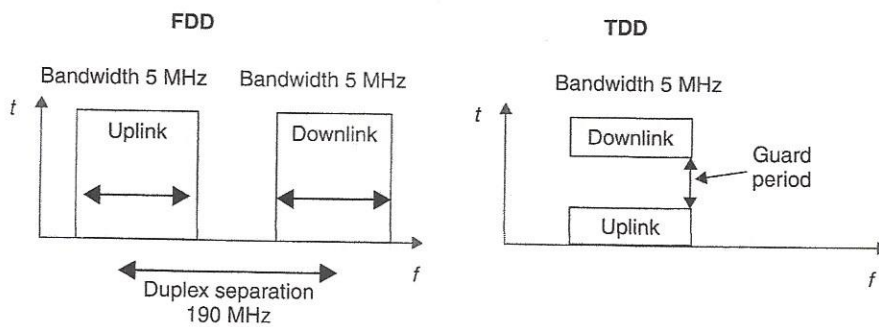 FDD
Bandwidth 5 MHz
Bandwidth 5 MHz
t
Uplink
Downlink
f
Duplex separation
190 MHz
TDD
Bandwidth 5 MHz
t
Downlink
Guard
period
Uplink
f